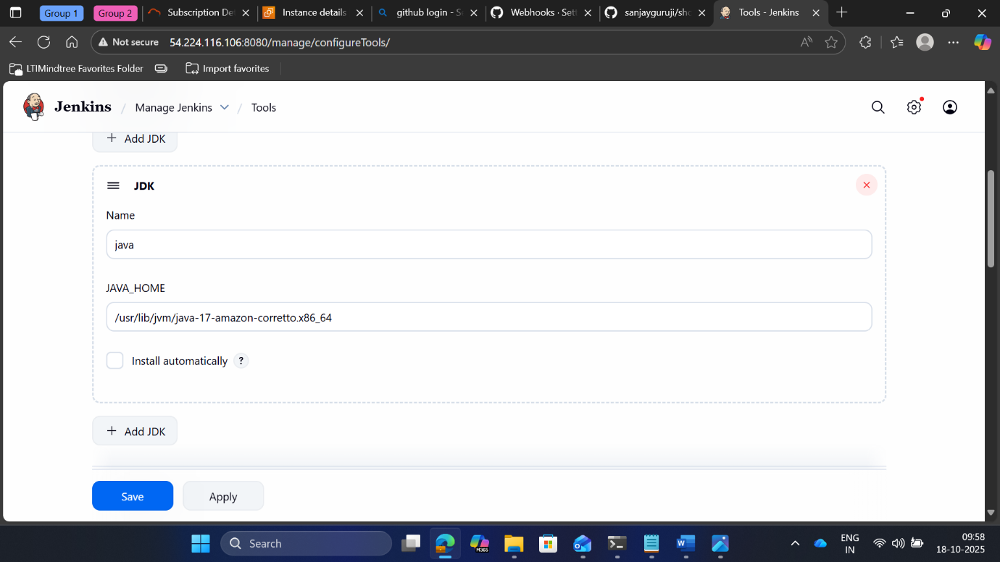 Group 1
Group 2
Subscription De
Instance details
github login - Se
Webhooks · Sett
sanjayguruji/sho
Tools - Jenkins
Not secure
54.224.116.106:8080/manage/configureTools/
LTIMindtree Favorites Folder
Import favorites
Jenkins / Manage Jenkins / Tools
+ Add JDK
JDK
Name
java
JAVA_HOME
/usr/lib/jvm/java-17-amazon-corretto.x86_64
Install automatically ?
+ Add JDK
Save
Apply
Search
M365
ENG
IN
09:58
18-10-2025